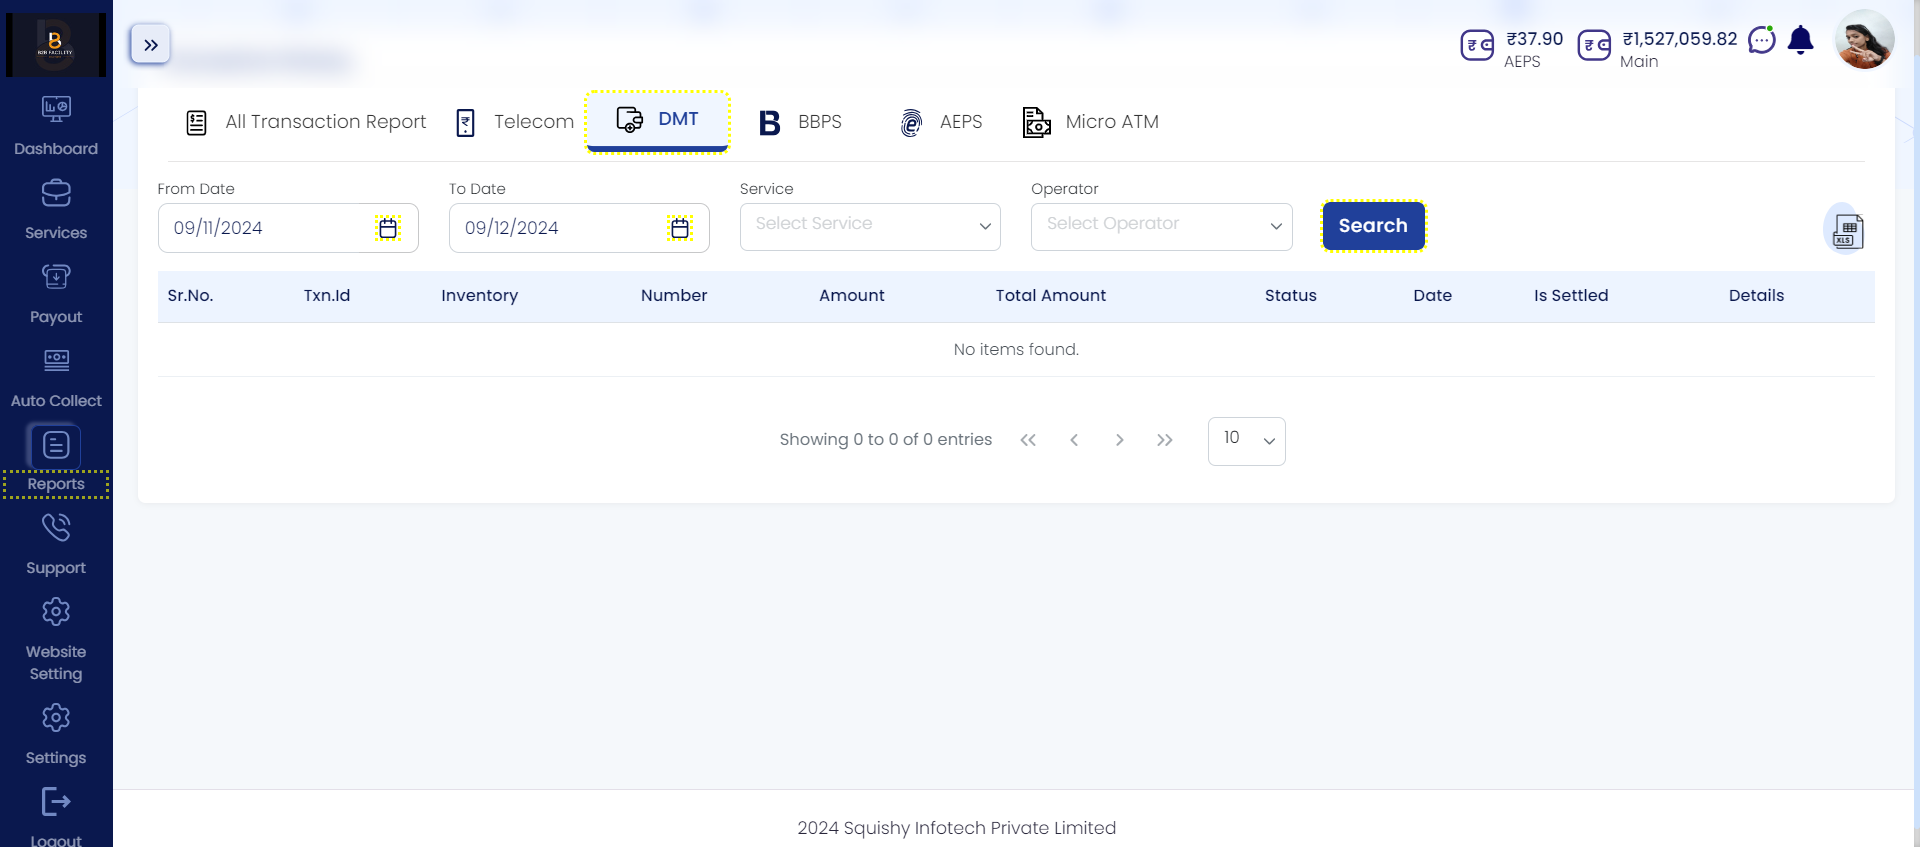 B2B FACILITY
₹37.90
AEPS
₹1,527,059.82
Main
Dashboard
Services
Payout
Auto Collect
Reports
Support
Website
Setting
Settings
Logout
All Transaction Report
Telecom
DMT
BBPS
AEPS
Micro ATM
From Date
To Date
Service
Operator
09/11/2024
09/12/2024
Select Service
Select Operator
Search
XLS
Sr.No.
Txn.Id
Inventory
Number
Amount
Total Amount
Status
Date
Is Settled
Details
No items found.
Showing 0 to 0 of 0 entries
10
2024 Squishy Infotech Private Limited